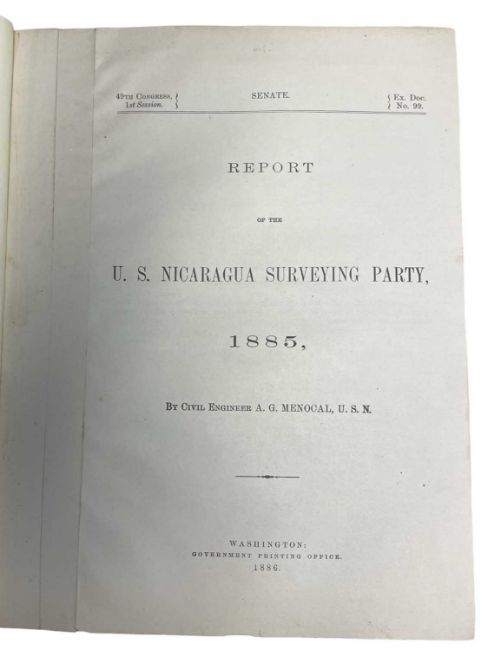 49TH CONGRESS, } SENATE. { EX. DOC.
1st Session. } { No. 99.
REPORT
OF THE
U. S. NICARAGUA SURVEYING PARTY,
1885,
BY CIVIL ENGINEER A. G. MENOCAL, U. S. N.
WASHINGTON:
GOVERNMENT PRINTING OFFICE.
1886.